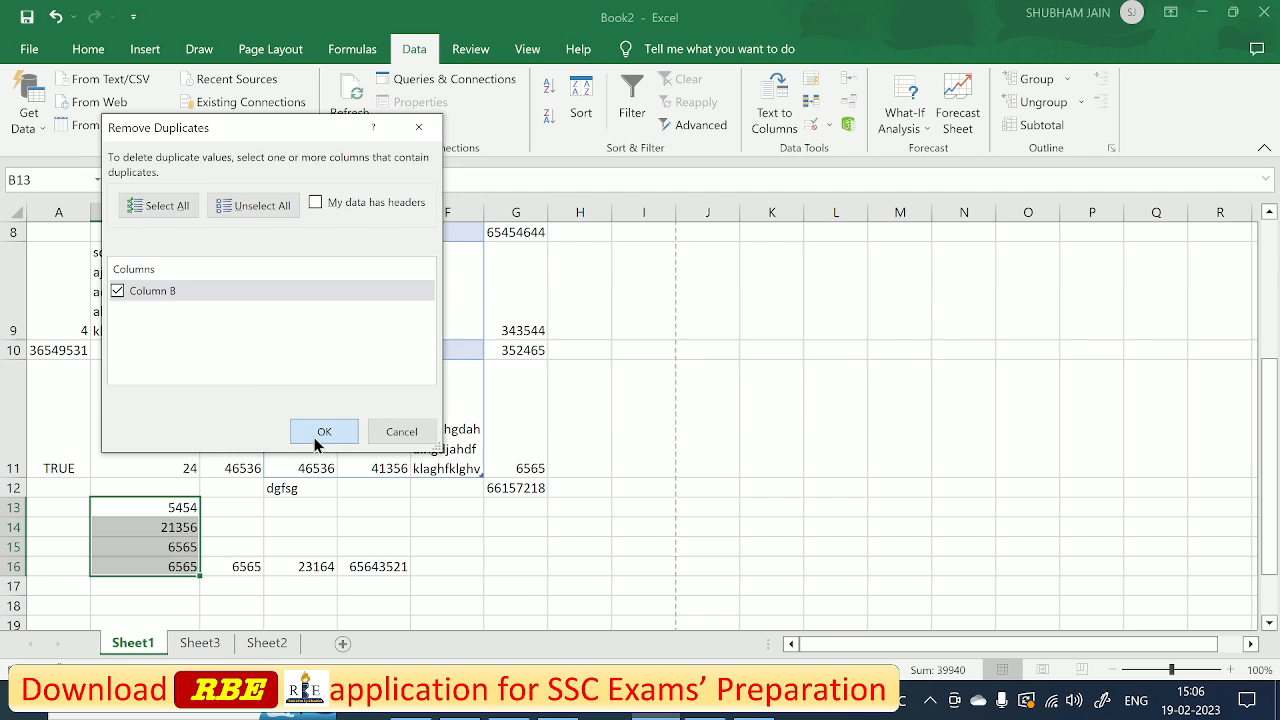 Book2 - Excel
SHUBHAM JAIN SJ
File Home Insert Draw Page Layout Formulas Data Review View Help Tell me what you want to do
From Text/CSV Recent Sources Queries & Connections Clear Group
Get Data From Web Existing Connections Refresh Properties Sort Filter Reapply Text to Columns What-If Analysis Forecast Sheet Ungroup
From Advanced Subtotal
Sort & Filter Data Tools Forecast Outline
Remove Duplicates ? ×
To delete duplicate values, select one or more columns that contain
duplicates.
Select All Unselect All My data has headers
Columns
Column B
OK Cancel
B13
A F G H I J K L M N O P Q R
8 65454644
9 4 343544
10 36549531 352465
klaghfklghv
11 TRUE 24 46536 46536 41356 6565
12 dgfsg 66157218
13 5454
14 21356
15 6565
16 6565 6565 23164 65643521
17
18
19
Sheet1 Sheet3 Sheet2
Sum: 39940 100%
Download RBE RBE application for SSC Exams' Preparation
ENG 15:06
19-02-2023